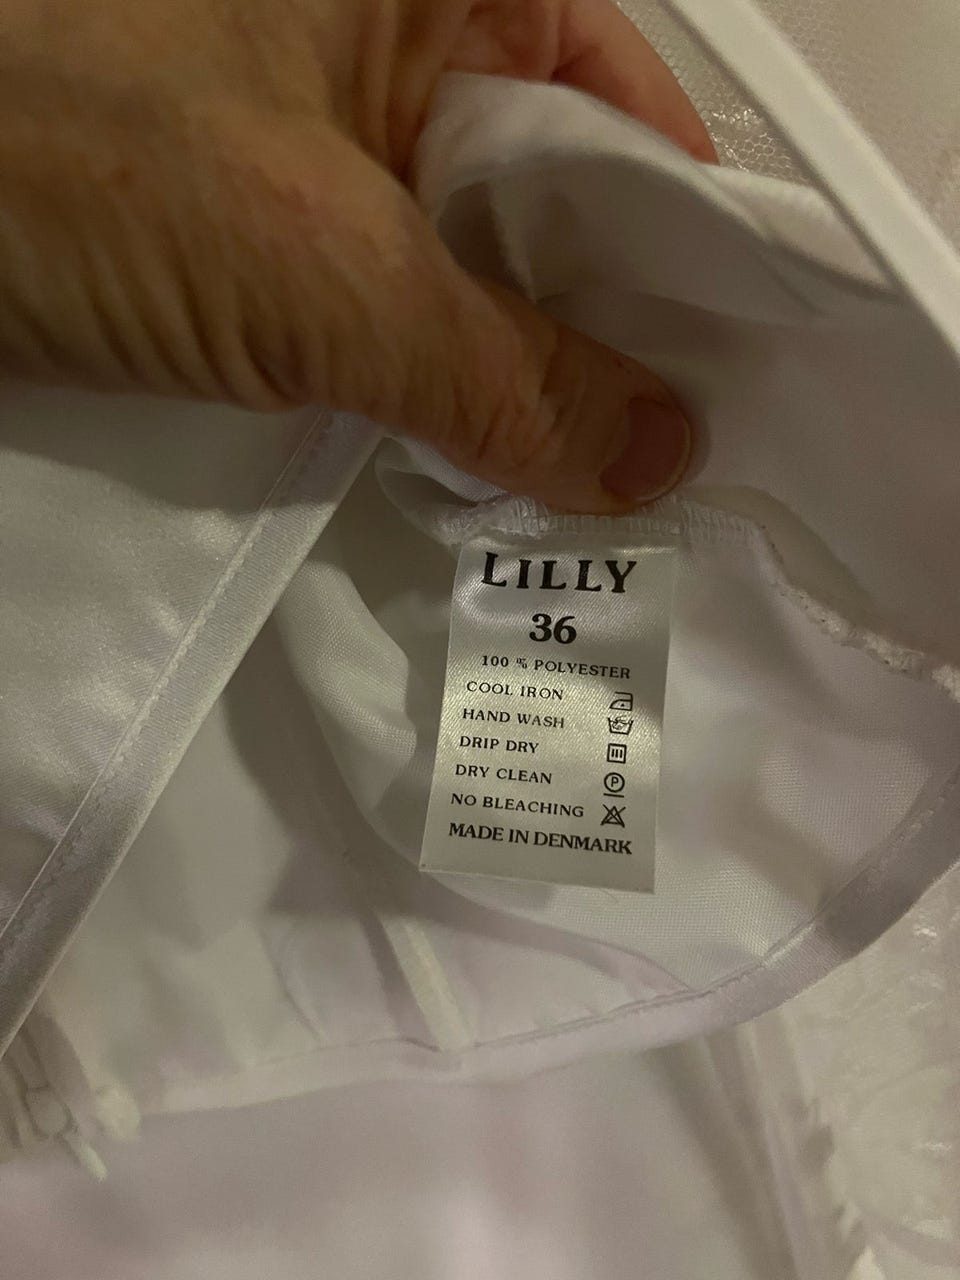 LILLY
36
100 % POLYESTER
COOL IRON
HAND WASH
DRIP DRY
DRY CLEAN P
NO BLEACHING
MADE IN DENMARK